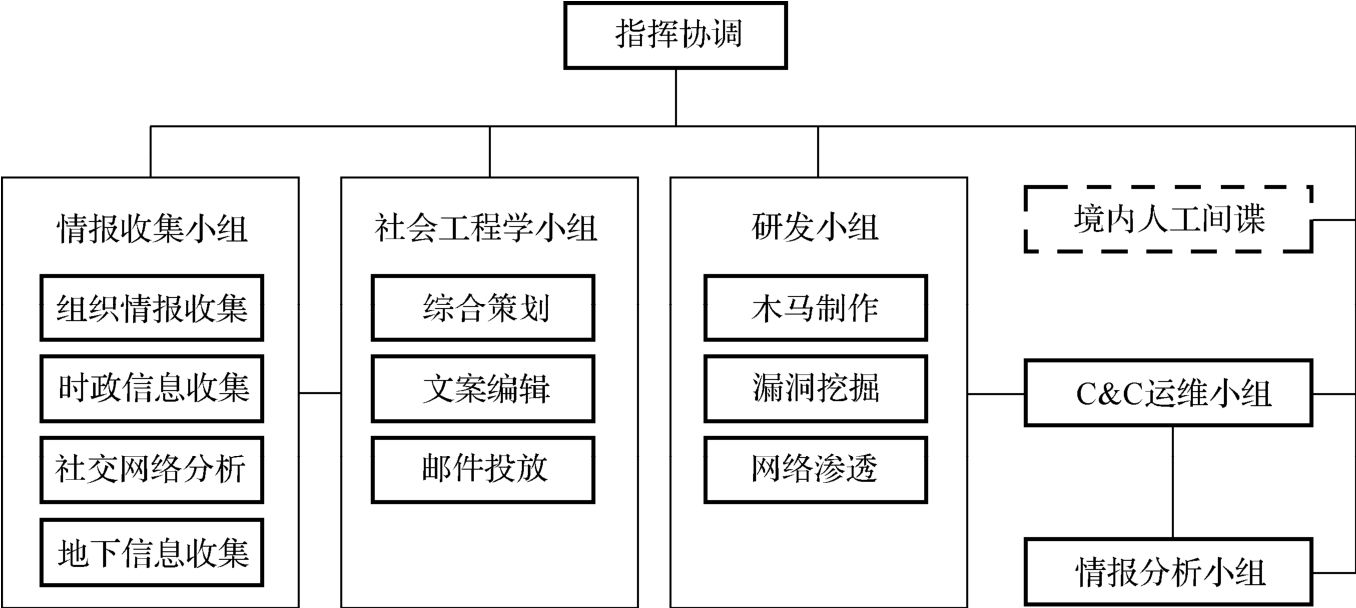 指挥协调
情报收集小组
组织情报收集
时政信息收集
社交网络分析
地下信息收集
社会工程学小组
综合策划
文案编辑
邮件投放
研发小组
木马制作
漏洞挖掘
网络渗透
境内人工间谍
C&C运维小组
情报分析小组